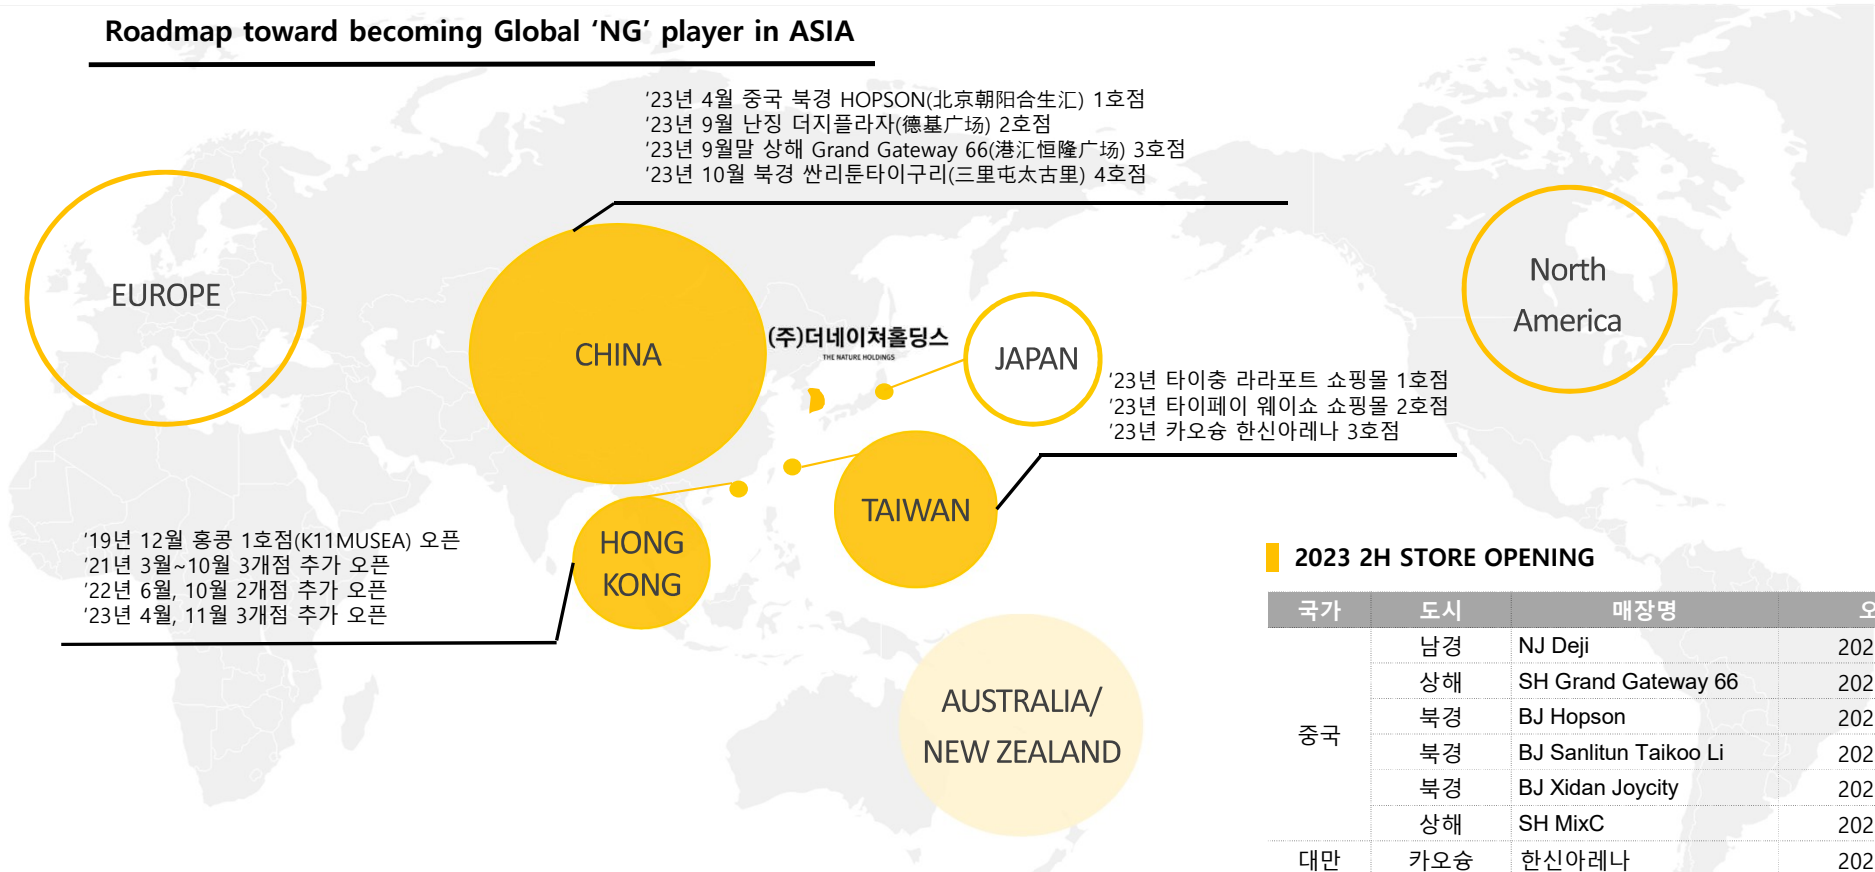 Roadmap toward becoming Global ‘NG’ player in ASIA
‘23년 4월 중국 북경 HOPSON(北京朝阳合生汇) 1호점
‘23년 9월 난징 더지플라자(德基广场) 2호점
‘23년 9월말 상해 Grand Gateway 66(港汇恒隆广场) 3호점
‘23년 10월 북경 싼리툰타이구리(三里屯太古里) 4호점
EUROPE
CHINA
(주)더네이쳐홀딩스
THE NATURE HOLDINGS
JAPAN
North
America
‘23년 타이충 라라포트 쇼핑몰 1호점
‘23년 타이페이 웨이쇼 쇼핑몰 2호점
‘23년 카오슝 한신아레나 3호점
TAIWAN
HONG
KONG
‘19년 12월 홍콩 1호점(K11MUSEA) 오픈
‘21년 3월~10월 3개점 추가 오픈
‘22년 6월, 10월 2개점 추가 오픈
‘23년 4월, 11월 3개점 추가 오픈
AUSTRALIA/
NEW ZEALAND
2023 2H STORE OPENING
국가 도시 매장명 오
남경 NJ Deji 202
상해 SH Grand Gateway 66 202
중국 북경 BJ Hopson 202
북경 BJ Sanlitun Taikoo Li 202
북경 BJ Xidan Joycity 202
상해 SH MixC 202
대만 카오슝 한신아레나 202